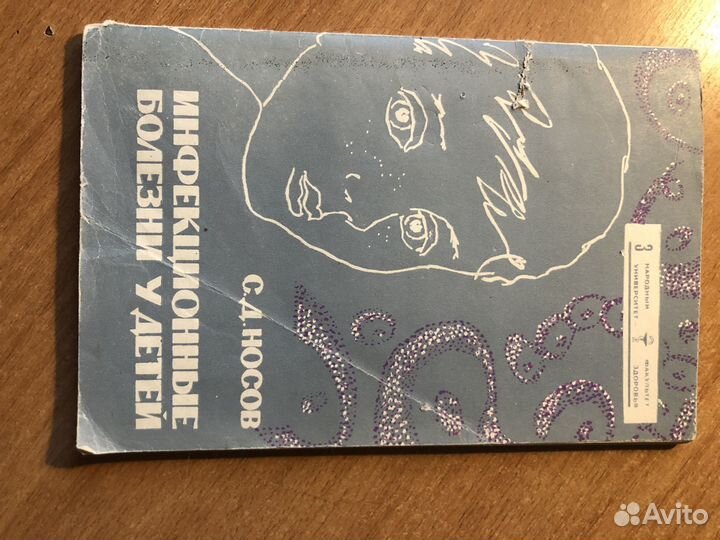 3
НАРОДНЫЙ
УНИВЕРСИТЕТ
ФАКУЛЬТЕТ
ЗДОРОВЬЯ
С.Д. НОСОВ
ИНФЕКЦИОННЫЕ
БОЛЕЗНИ У ДЕТЕЙ
Avito